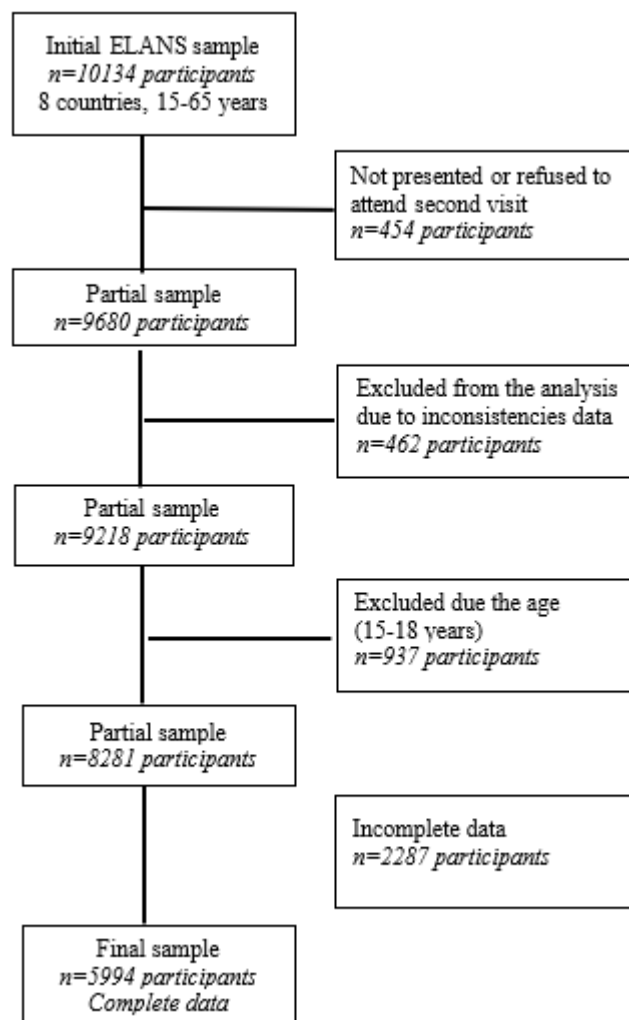 Initial ELANS sample
n=10134 participants
8 countries, 15-65 years
Not presented or refused to
attend second visit
n=454 participants
Partial sample
n=9680 participants
Excluded from the analysis
due to inconsistencies data
n=462 participants
Partial sample
n=9218 participants
Excluded due the age
(15-18 years)
n=937 participants
Partial sample
n=8281 participants
Incomplete data
n=2287 participants
Final sample
n=5994 participants
Complete data